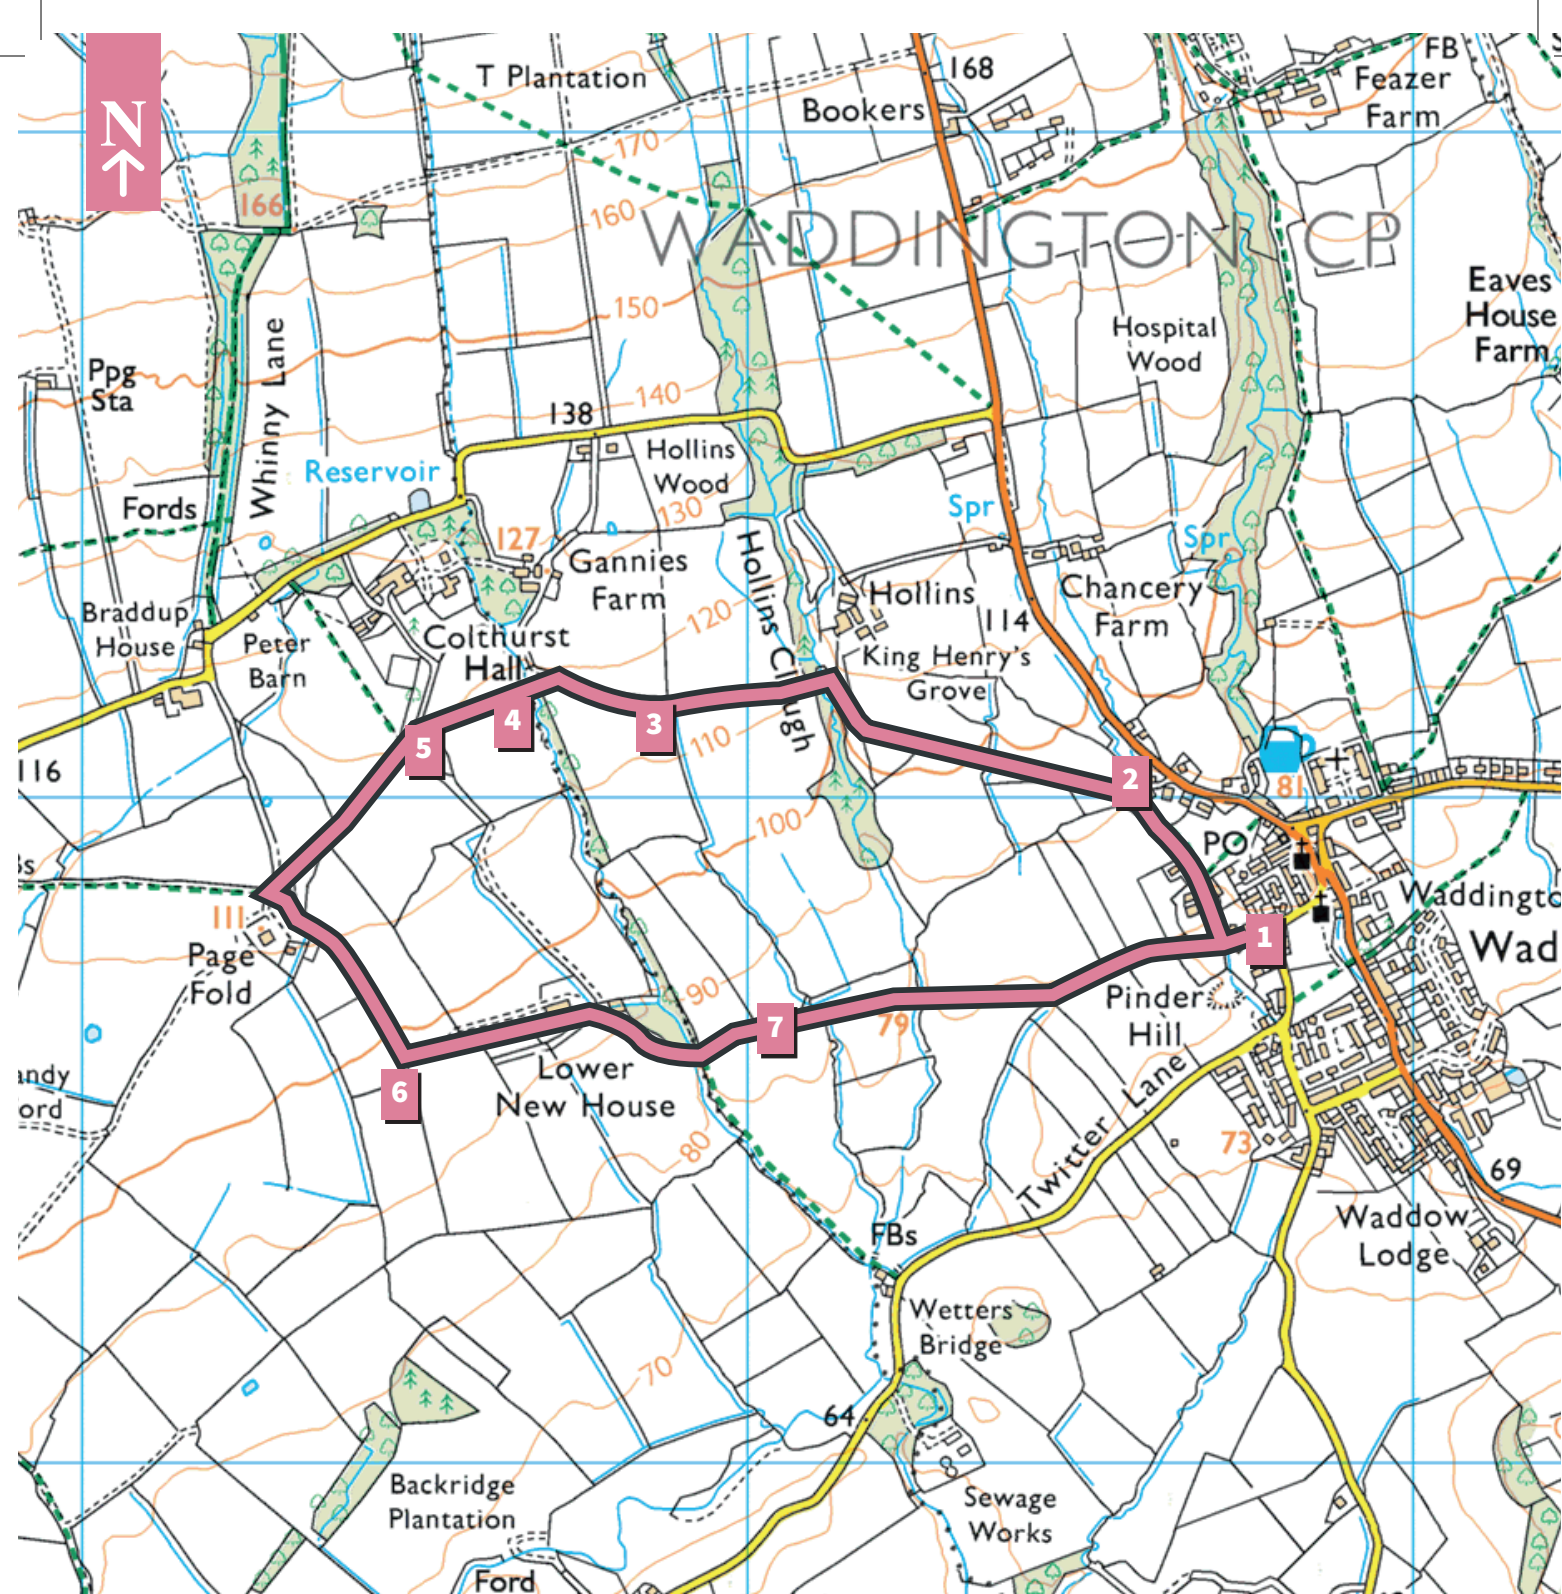 N
T Plantation
168
Bookers
FB
Feazer
Farm
170
166
160
WADDINGTON CP
150
Eaves
House
Farm
Hospital
Wood
Ppg
Sta
Whinny Lane
140
138
Hollins
Wood
Reservoir
130
Spr
Spr
Fords
127
Gannies
Farm
Hollins Clough
Hollins
Chancery
Farm
114
120
Braddup
House
Peter
Barn
Colthurst
Hall
King Henry's
Grove
4
3
5
110
116
2
81
100
PO
111
Page
Fold
Waddingto
Wad
1
90
Pinder
Hill
79
7
andy
ord
6
Lower
New House
80
Twitter Lane
73
69
FBs
Waddow
Lodge
Wetters
Bridge
70
64
Backridge
Plantation
Sewage
Works
Ford